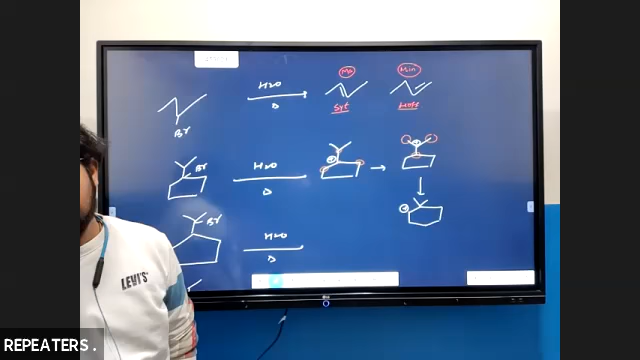 H2O
Δ
Br
Maj
Syt
Min
Hoff
Br
H2O
Δ
Br
H2O
Δ
LEVI'S
REPEATERS .